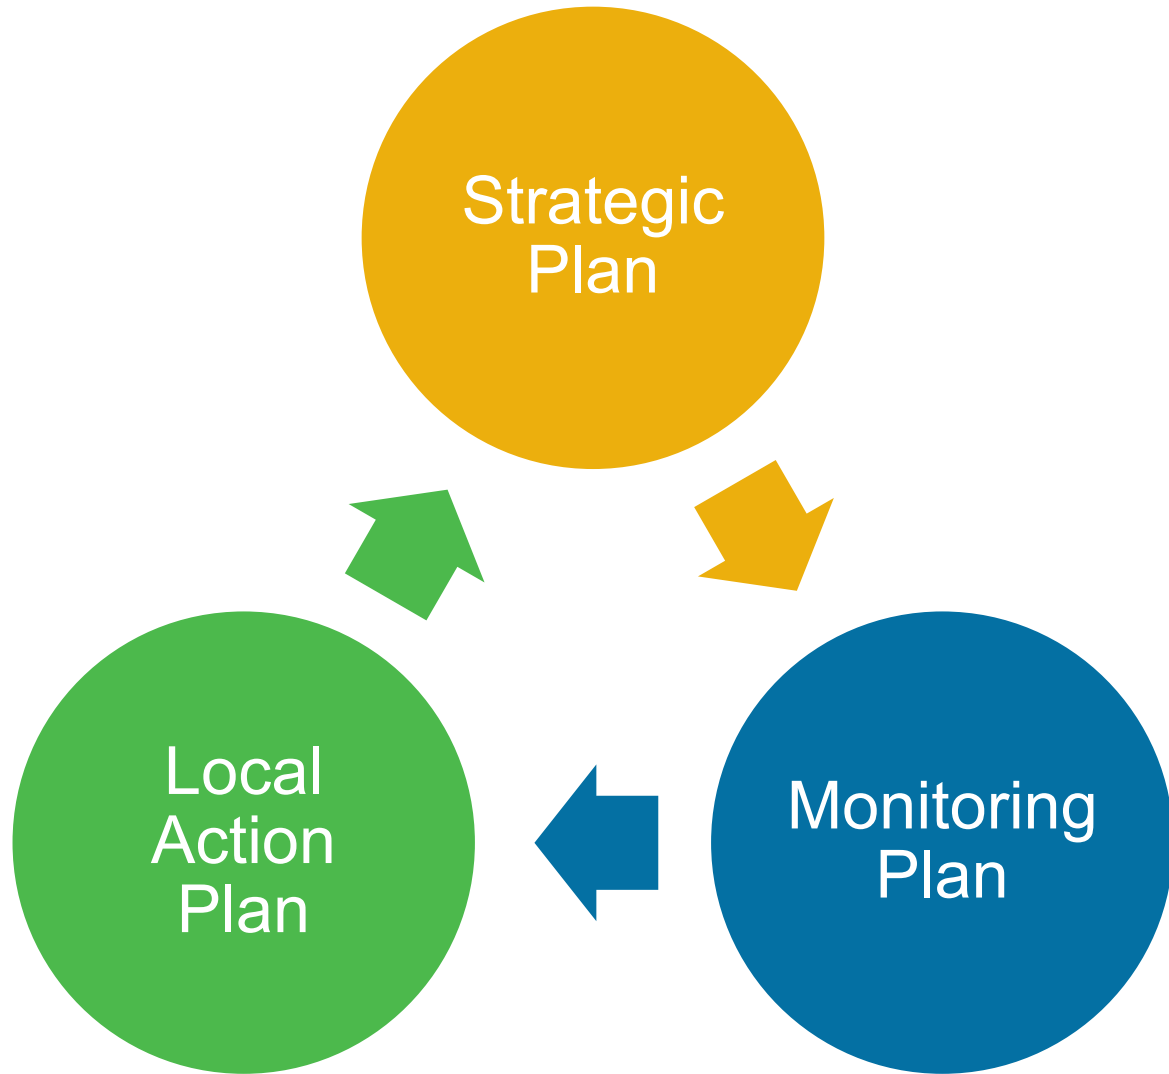 Strategic
Plan
Monitoring
Plan
Local
Action
Plan